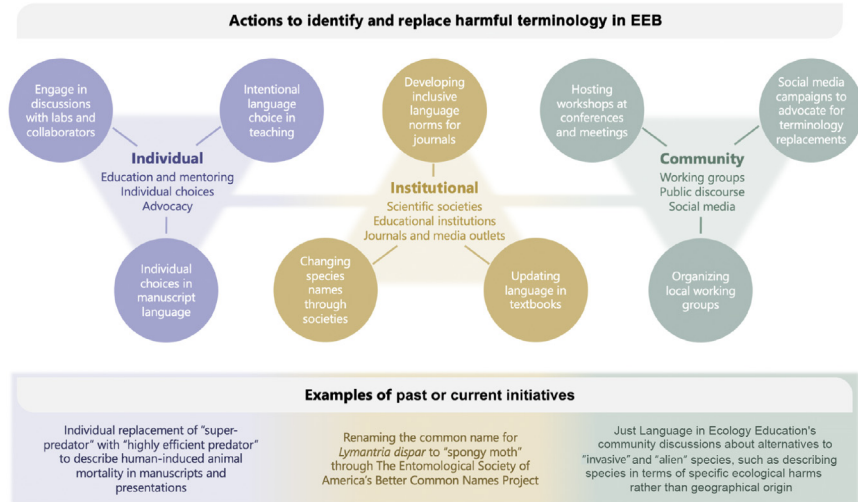 Actions to identify and replace harmful terminology in EEB
Engage in
discussions
with labs and
collaborators
Intentional
language
choice in
teaching
Individual
Education and mentoring
Individual choices
Advocacy
Individual
choices in
manuscript
language
Developing
inclusive
language
norms for
journals
Institutional
Scientific societies
Educational institutions
Journals and media outlets
Changing
species
names
through
societies
Updating
language in
textbooks
Hosting
workshops at
conferences
and meetings
Social media
campaigns to
advocate for
terminology
replacements
Community
Working groups
Public discourse
Social media
Organizing
local working
groups
Examples of past or current initiatives
Individual replacement of "super-
predator" with "highly efficient predator"
to describe human-induced animal
mortality in manuscripts and
presentations
Renaming the common name for
Lymantria dispar to "spongy moth"
through The Entomological Society of
America's Better Common Names Project
Just Language in Ecology Education's
community discussions about alternatives to
"invasive" and "alien" species, such as describing
species in terms of specific ecological harms
rather than geographical origin